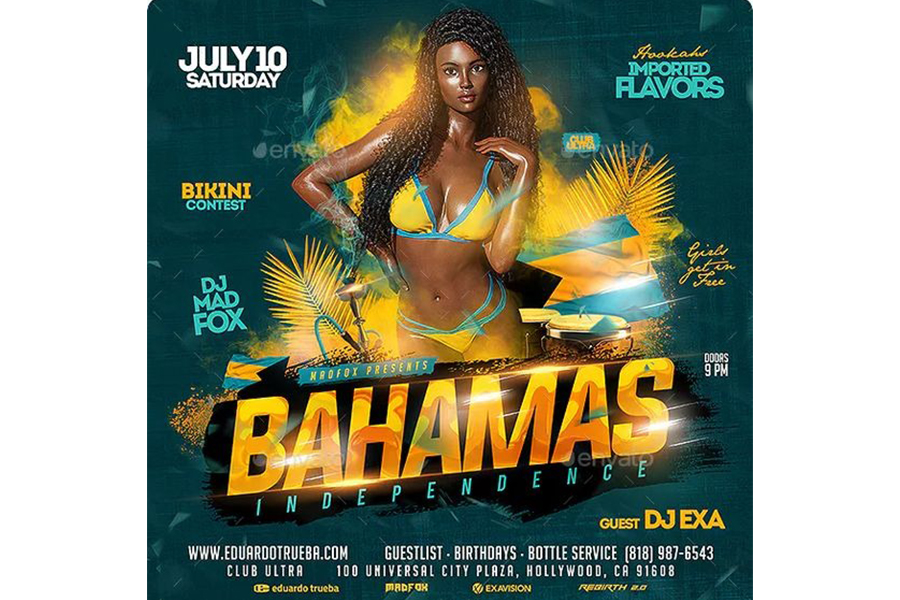 JULY 10
SATURDAY
Hookahs
IMPORTED
FLAVORS
envato
envato
CLUB
ULTRA
BIKINI
CONTEST
Girls
get in
Free
DJ
MAD
FOX
DOORS
9 PM
MADFOX PRESENTS
BAHAMAS
envato
envato
INDEPENDENCE
GUEST DJ EXA
WWW.EDUARDOTRUEBA.COM GUESTLIST · BIRTHDAYS · BOTTLE SERVICE (818) 987-6543
CLUB ULTRA 100 UNIVERSAL CITY PLAZA, HOLLYWOOD, CA 91608
eduardo trueba MADFOX EXAVISION REBIRTH 2.0